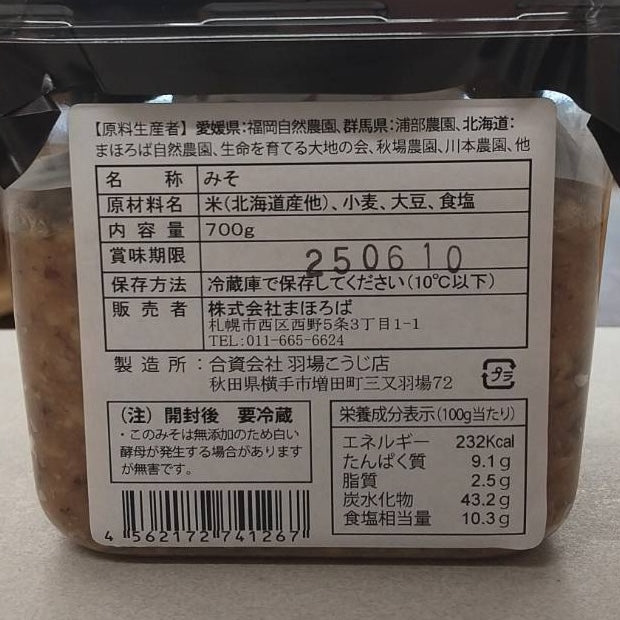 【原料生産者】愛媛県:福岡自然農園、群馬県:浦部農園、北海道:
まほろば自然農園、生命を育てる大地の会、秋場農園、川本農園、他
名称 みそ
原材料名 米(北海道産他)、小麦、大豆、食塩
内容量 700g
賞味期限 250610
保存方法 冷蔵庫で保存してください(10℃以下)
販売者 株式会社まほろば
札幌市西区西野5条3丁目1-1
TEL:011-665-6624
製造所:合資会社 羽場こうじ店
秋田県横手市増田町三又羽場72
プラ
(注)開封後 要冷蔵
・このみそは無添加のため白い
酵母が発生する場合があります
が無害です。
4 562172 741267
栄養成分表示(100g当たり)
エネルギー 232Kcal
たんぱく質 9.1g
脂質 2.5g
炭水化物 43.2g
食塩相当量 10.3g